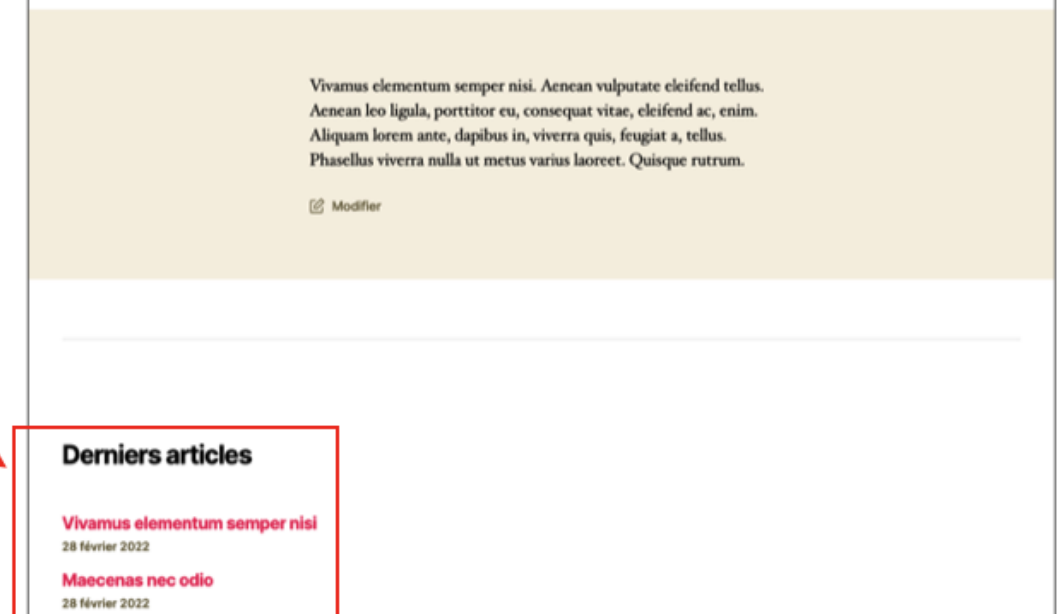 Vivamus elementum semper nisi. Aenean vulputate eleifend tellus.
Aenean leo ligula, porttitor eu, consequat vitae, eleifend ac, enim.
Aliquam lorem ante, dapibus in, viverra quis, feugiat a, tellus.
Phasellus viverra nulla ut metus varius laoreet. Quisque rutrum.
Modifier
Derniers articles
Vivamus elementum semper nisi
28 février 2022
Maecenas nec odio
28 février 2022